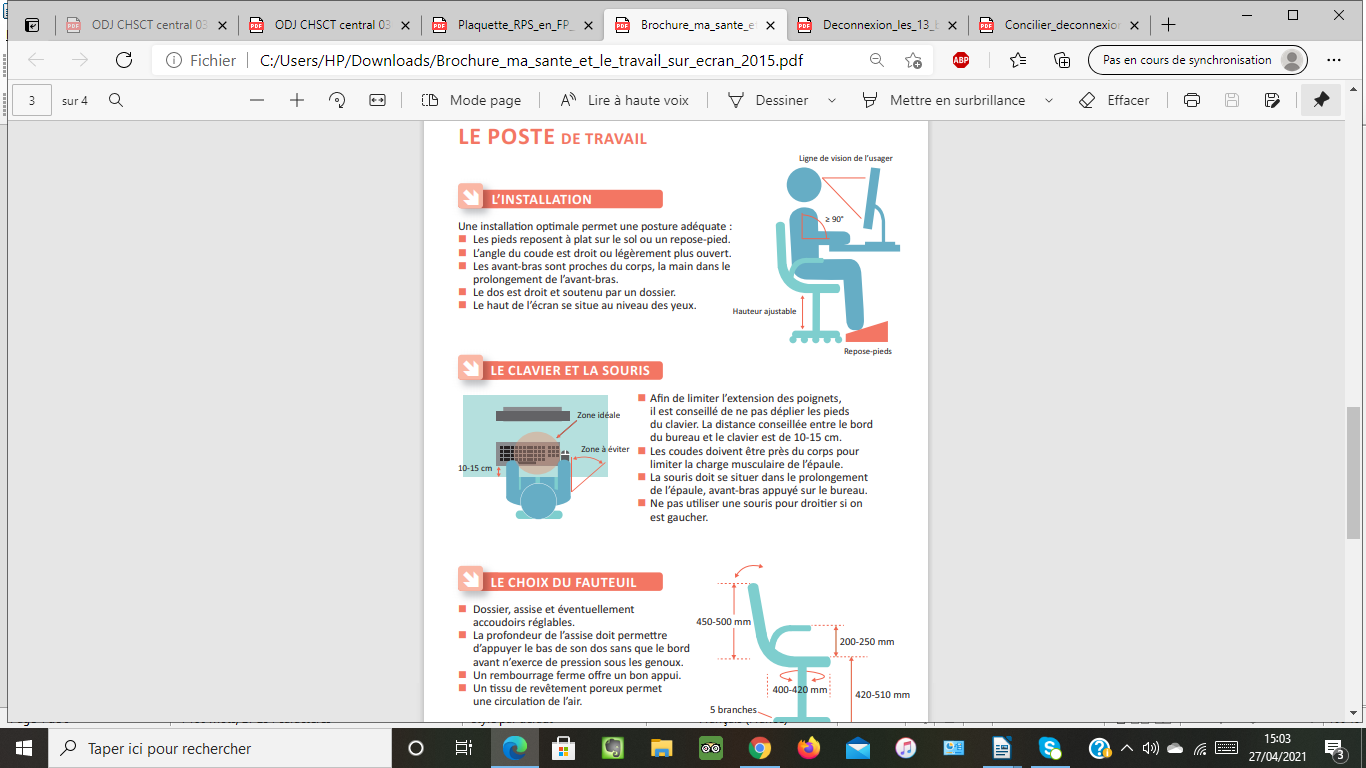 ODJ CHSCT central 03
ODJ CHSCT central 03
Plaquette_RPS_en_FP_
Brochure_ma_sante_et
Deconnexion_les_13_b
Concilier_deconnexion
Fichier
C:/Users/HP/Downloads/Brochure_ma_sante_et_le_travail_sur_ecran_2015.pdf
ABP
Pas en cours de synchronisation
3
sur 4
Mode page
Lire à haute voix
Dessiner
Mettre en surbrillance
Effacer
LE POSTE DE TRAVAIL
Ligne de vision de l'usager
L'INSTALLATION
≥ 90°
Une installation optimale permet une posture adéquate :
Les pieds reposent à plat sur le sol ou un repose-pied.
L'angle du coude est droit ou légèrement plus ouvert.
Les avant-bras sont proches du corps, la main dans le
prolongement de l'avant-bras.
Le dos est droit et soutenu par un dossier.
Le haut de l'écran se situe au niveau des yeux.
Hauteur ajustable
Repose-pieds
LE CLAVIER ET LA SOURIS
Zone idéale
Zone à éviter
10-15 cm
Afin de limiter l'extension des poignets,
il est conseillé de ne pas déplier les pieds
du clavier. La distance conseillée entre le bord
du bureau et le clavier est de 10-15 cm.
Les coudes doivent être près du corps pour
limiter la charge musculaire de l'épaule.
La souris doit se situer dans le prolongement
de l'épaule, avant-bras appuyé sur le bureau.
Ne pas utiliser une souris pour droitier si on
est gaucher.
LE CHOIX DU FAUTEUIL
Dossier, assise et éventuellement
accoudoirs réglables.
La profondeur de l'assise doit permettre
d'appuyer le bas de son dos sans que le bord
avant n'exerce de pression sous les genoux.
Un rembourrage ferme offre un bon appui.
Un tissu de revêtement poreux permet
une circulation de l'air.
450-500 mm
200-250 mm
400-420 mm
420-510 mm
5 branches
Taper ici pour rechercher
15:03
27/04/2021
3